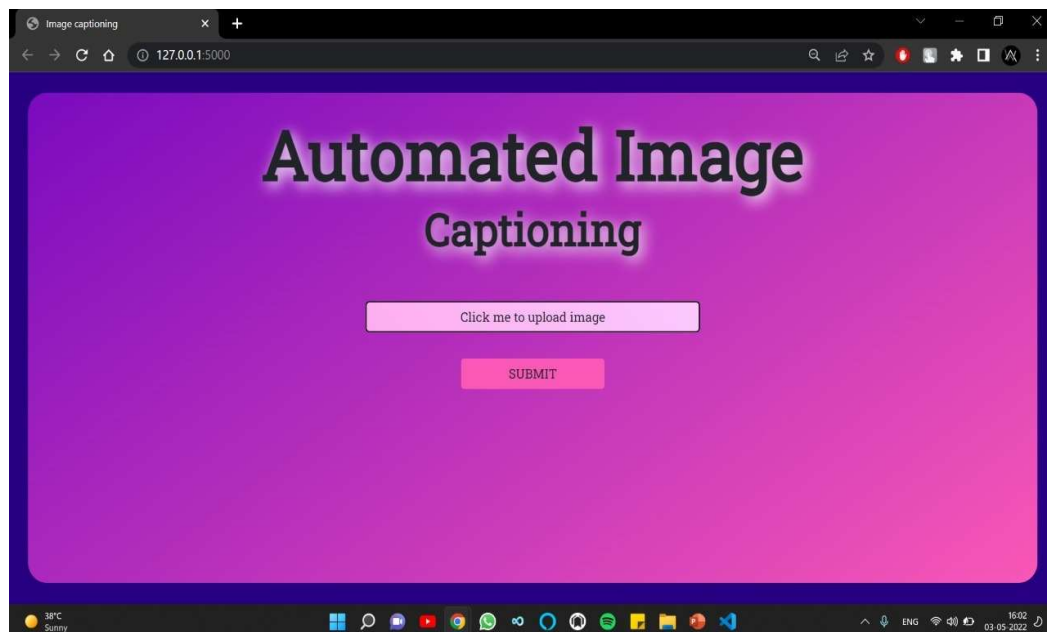 Image captioning
127.0.0.1:5000
Automated Image
Captioning
Click me to upload image
SUBMIT
38°C
Sunny
ENG
16:02
03-05-2022